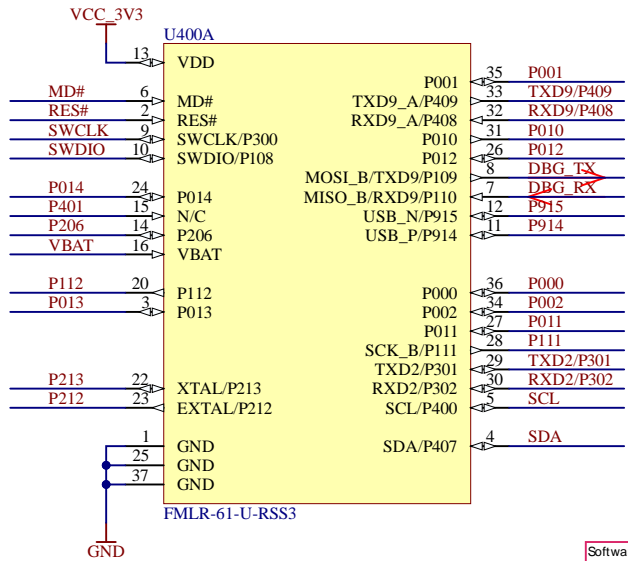 VCC_3V3
U400A
13 VDD
P001 35 P001
MD# 6 MD#
TXD9_A/P409 33 TXD9/P409
RES# 2 RES#
RXD9_A/P408 32 RXD9/P408
SWCLK 9 SWCLK/P300
P010 31 P010
SWDIO 10 SWDIO/P108
P012 26 P012
MOSI_B/TXD9/P109 8 DBG_TX
P014 24 P014
MISO_B/RXD9/P110 7 DBG_RX
P401 15 N/C
USB_N/P915 12 P915
P206 14 P206
USB_P/P914 11 P914
VBAT 16 VBAT
P112 20 P112
P000 36 P000
P013 3 P013
P002 34 P002
P011 27 P011
SCK_B/P111 28 P111
TXD2/P301 29 TXD2/P301
P213 22 XTAL/P213
RXD2/P302 30 RXD2/P302
P212 23 EXTAL/P212
SCL/P400 5 SCL
1 GND
SDA/P407 4 SDA
25 GND
37 GND
FMLR-61-U-RSS3
GND
Softwa